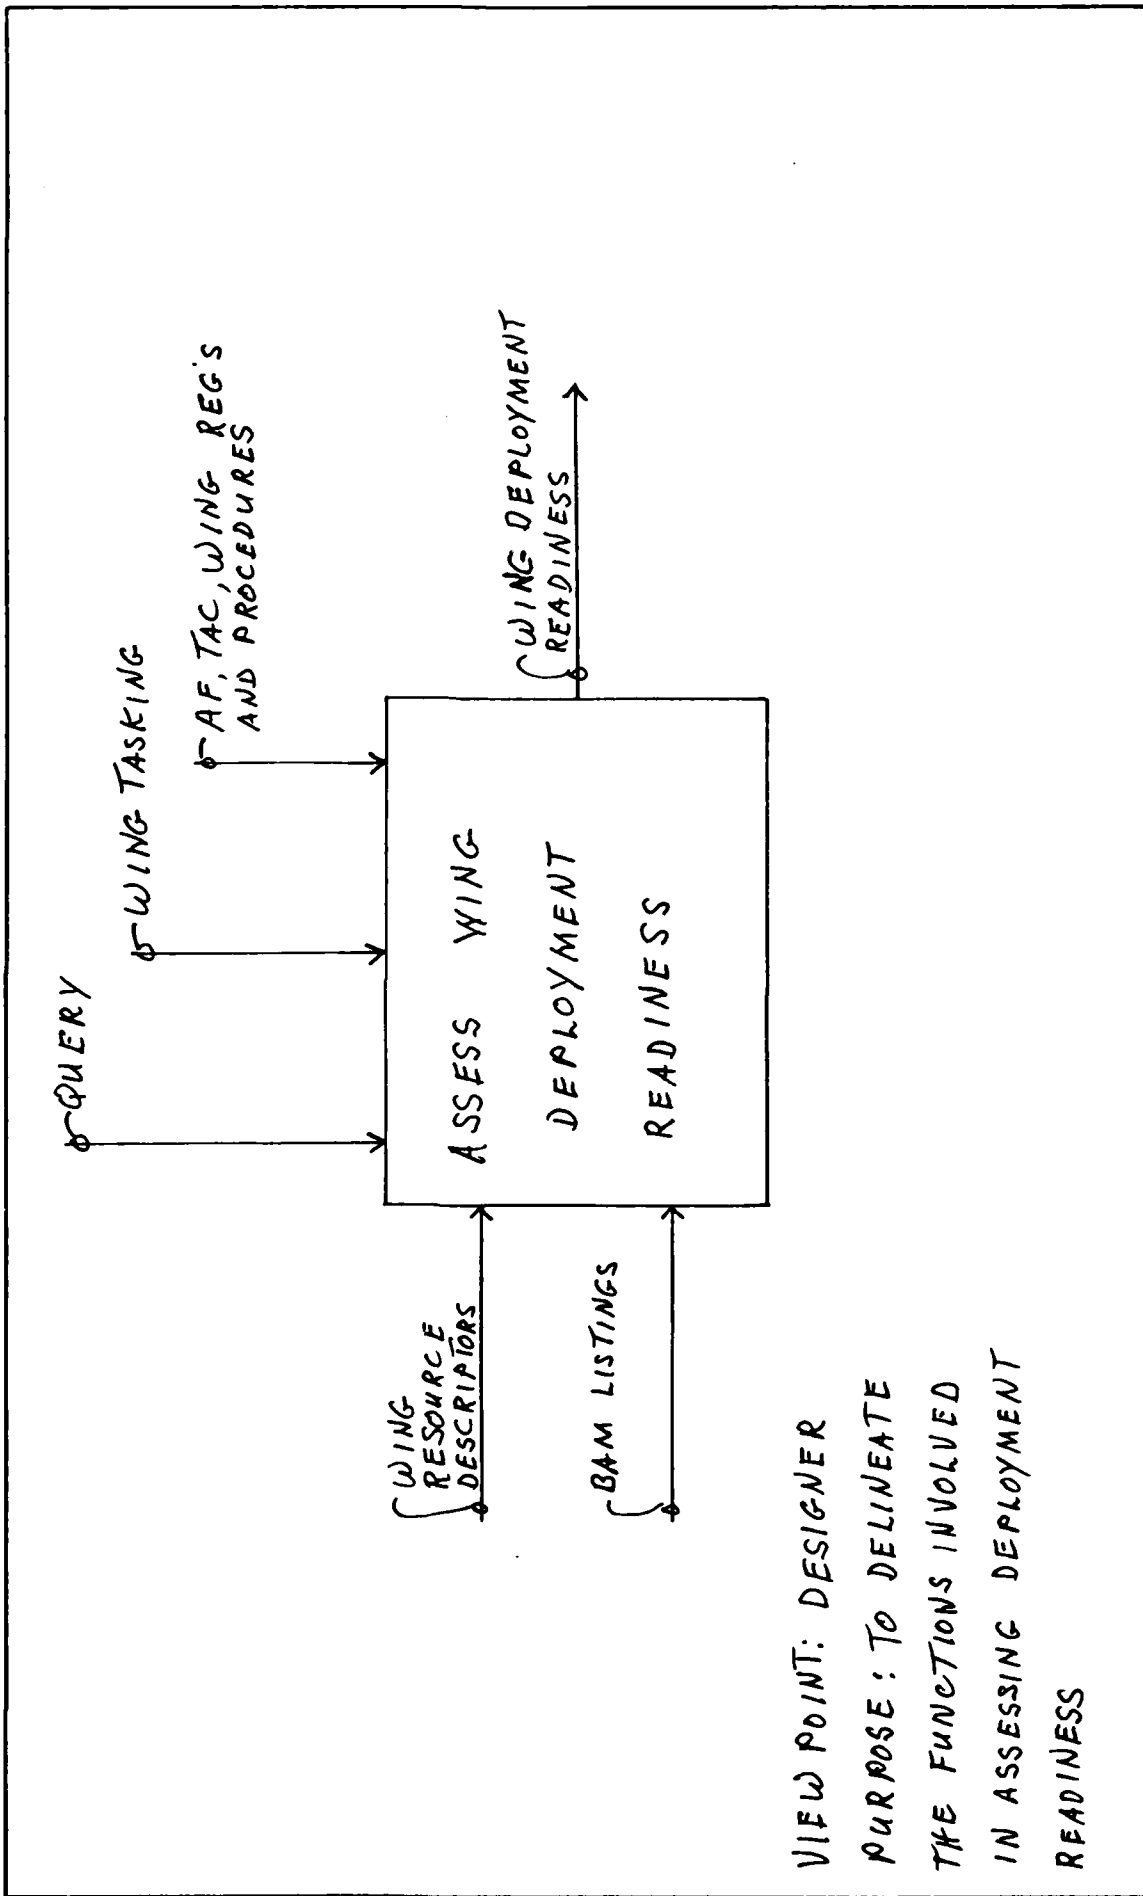 QUERY
WING TASKING
AF, TAC, WING REG'S
AND PROCEDURES
WING
RESOURCE
DESCRIPTORS
BAM LISTINGS
ASSESS WING
DEPLOYMENT
READINESS
WING DEPLOYMENT
READINESS
VIEW POINT: DESIGNER
PURPOSE: TO DELINEATE
THE FUNCTIONS INVOLVED
IN ASSESSING DEPLOYMENT
READINESS